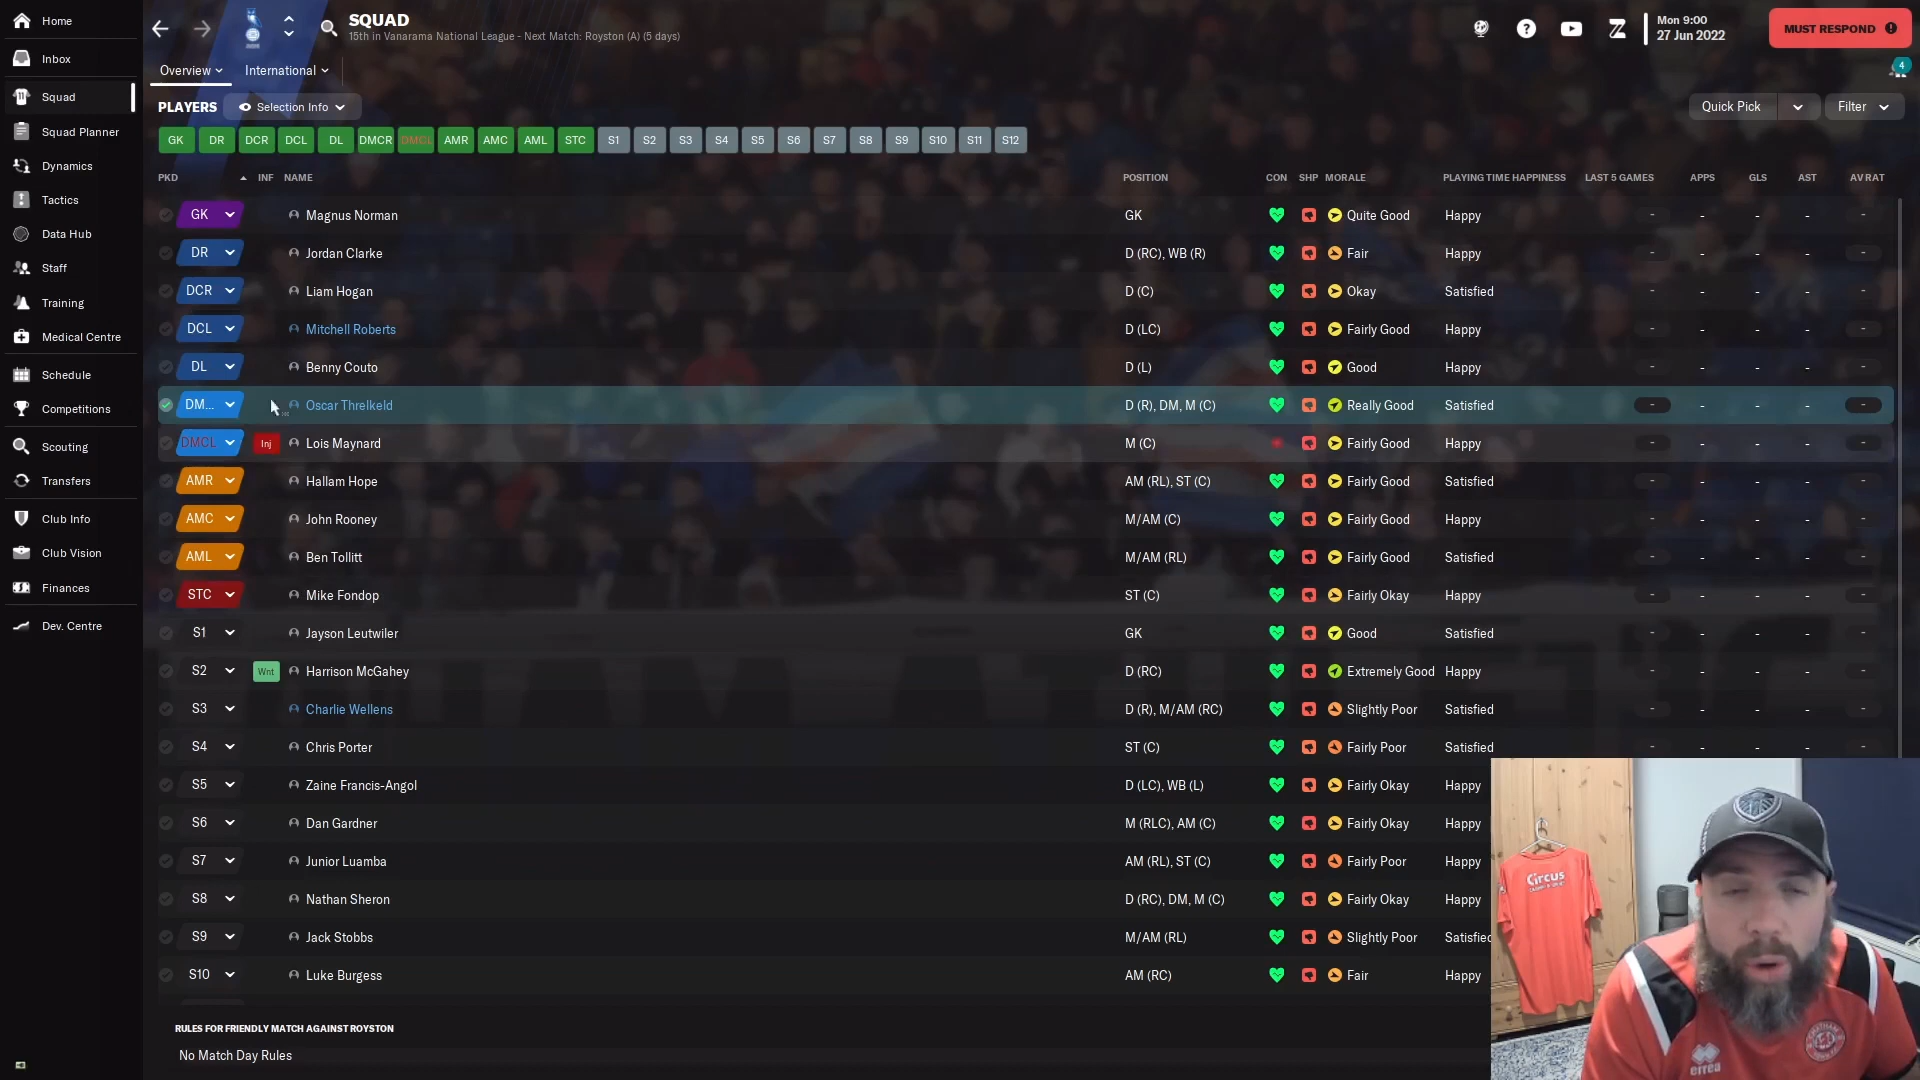 Home
Inbox
Squad
Squad Planner
Dynamics
Tactics
Data Hub
Staff
Training
Medical Centre
Schedule
Competitions
Scouting
Transfers
Club Info
Club Vision
Finances
Dev. Centre
SQUAD
15th in Vanarama National League - Next Match: Royston (A) (5 days)
Mon 9:00
27 Jun 2022
MUST RESPOND
4
Overview International
PLAYERS Selection Info
Quick Pick Filter
GK DR DCR DCL DL DMCR DMCL AMR AMC AML STC S1 S2 S3 S4 S5 S6 S7 S8 S9 S10 S11 S12
PKD INF NAME POSITION CON SHP MORALE PLAYING TIME HAPPINESS LAST 5 GAMES APPS GLS AST AV RAT
GK Magnus Norman GK Quite Good Happy - - - - -
DR Jordan Clarke D (RC), WB (R) Fair Happy - - - - -
DCR Liam Hogan D (C) Okay Satisfied - - - - -
DCL Mitchell Roberts D (LC) Fairly Good Happy - - - - -
DL Benny Couto D (L) Good Happy - - - - -
DM... Oscar Threlkeld D (R), DM, M (C) Really Good Satisfied - - - - -
DMCL Inj Lois Maynard M (C) Fairly Good Happy - - - - -
AMR Hallam Hope AM (RL), ST (C) Fairly Good Satisfied - - - - -
AMC John Rooney M/AM (C) Fairly Good Happy - - - - -
AML Ben Tollitt M/AM (RL) Fairly Good Satisfied - - - - -
STC Mike Fondop ST (C) Fairly Okay Happy - - - - -
S1 Jayson Leutwiler GK Good Satisfied - - - - -
S2 Wnt Harrison McGahey D (RC) Extremely Good Happy - - - - -
S3 Charlie Wellens D (R), M/AM (RC) Slightly Poor Satisfied - - - - -
S4 Chris Porter ST (C) Fairly Poor Satisfied - - - - -
S5 Zaine Francis-Angol D (LC), WB (L) Fairly Okay Happy
S6 Dan Gardner M (RLC), AM (C) Fairly Okay Happy
S7 Junior Luamba AM (RL), ST (C) Fairly Poor Happy
S8 Nathan Sheron D (RC), DM, M (C) Fairly Okay Happy
S9 Jack Stobbs M/AM (RL) Slightly Poor Satisfied
S10 Luke Burgess AM (RC) Fair Happy
RULES FOR FRIENDLY MATCH AGAINST ROYSTON
No Match Day Rules
Circus
errea